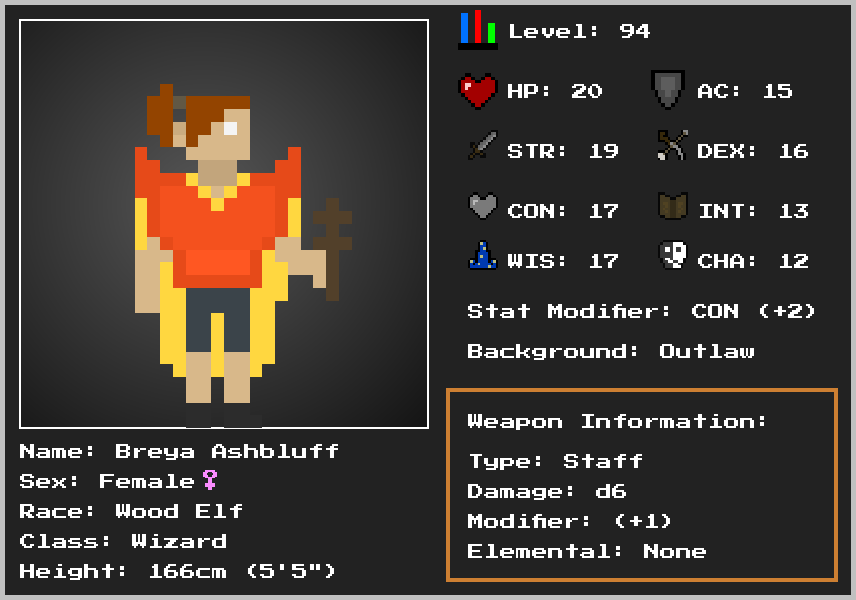 Level: 94
HP: 20
AC: 15
STR: 19
DEX: 16
CON: 17
INT: 13
WIS: 17
CHA: 12
Stat Modifier: CON (+2)
Background: Outlaw
Weapon Information:
Type: Staff
Damage: d6
Modifier: (+1)
Elemental: None
Name: Breya Ashbluff
Sex: Female♀
Race: Wood Elf
Class: Wizard
Height: 166cm (5'5")